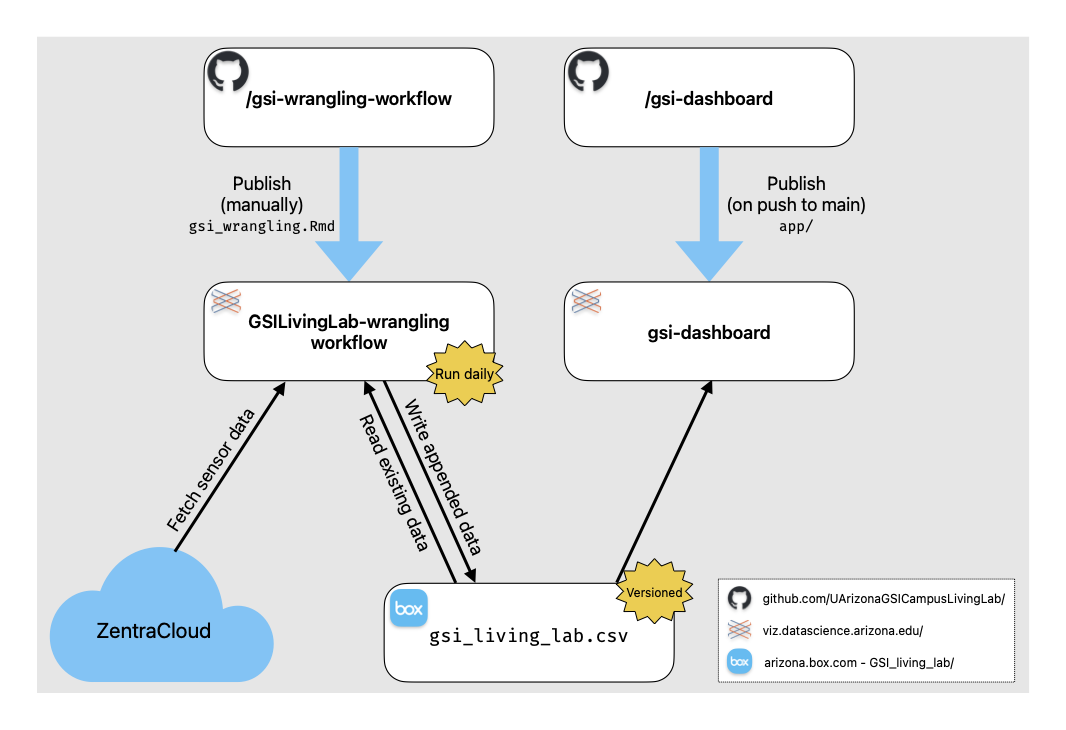 /gsi-wrangling-workflow
/gsi-dashboard
Publish
(manually)
gsi_wrangling.Rmd
Publish
(on push to main)
app/
GSILivingLab-wrangling
workflow
Run daily
gsi-dashboard
Fetch sensor data
Read existing data
Write appended data
ZentraCloud
box
gsi_living_lab.csv
Versioned
github.com/UArizonaGSICampusLivingLab/
viz.datascience.arizona.edu/
box
arizona.box.com - GSI_living_lab/